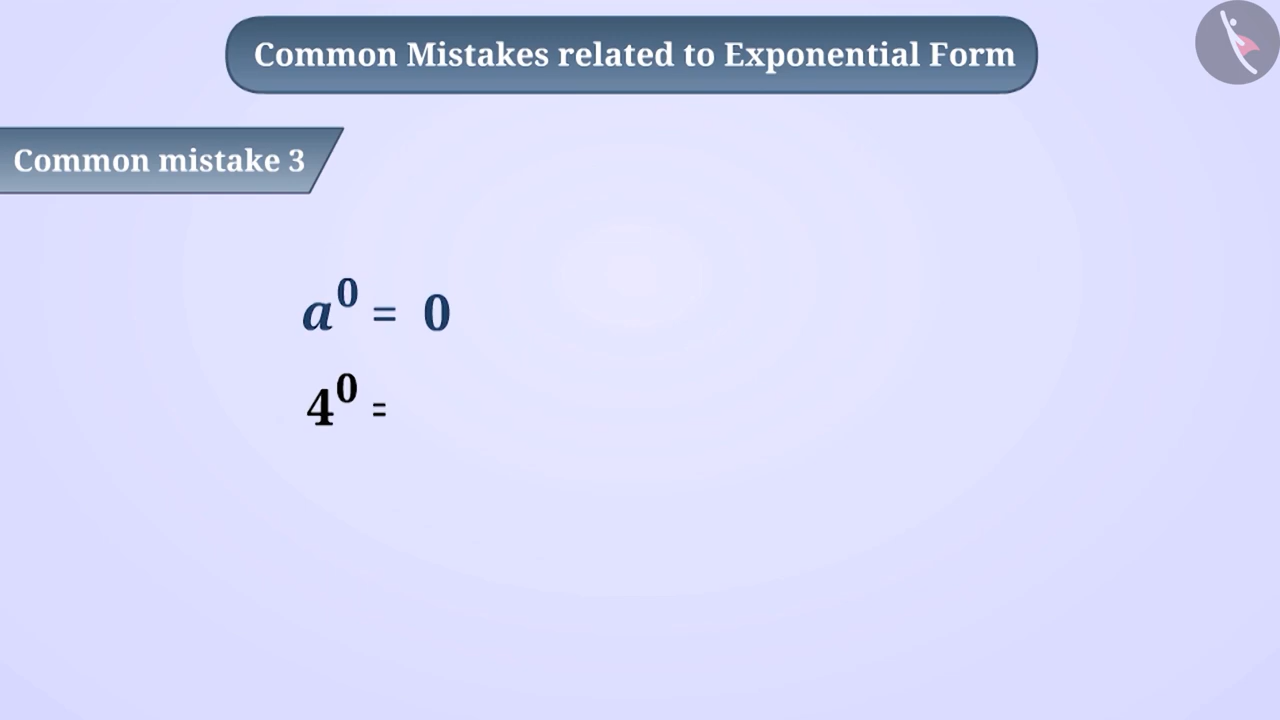 Common Mistakes related to Exponential Form
Common mistake 3
a⁰ = 0
4⁰ =